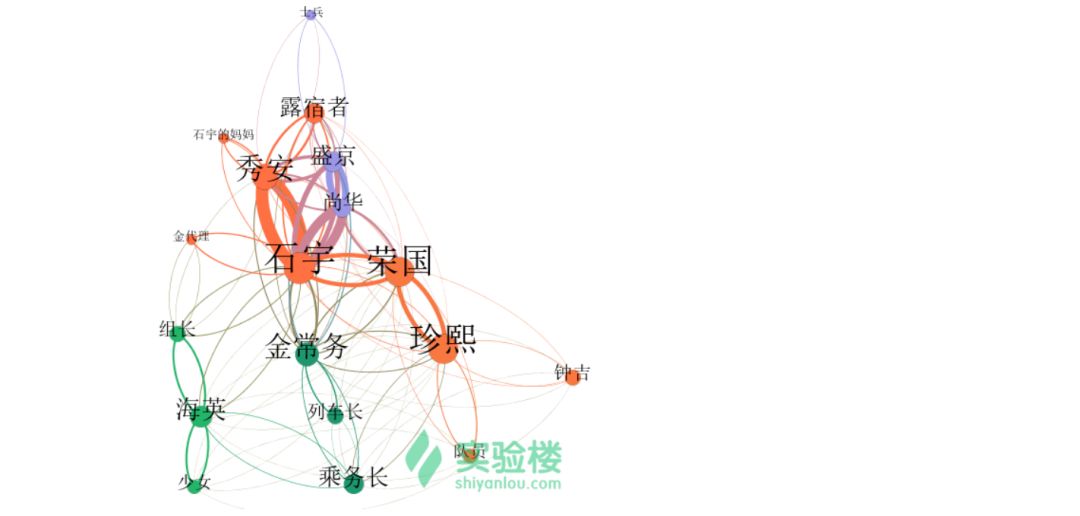 士兵
露宿者
石宇的妈妈
盛京
秀安
尚华
金代理
石宇
荣国
组长
金常务
珍熙
钟吉
海英
列车长
队员
实验楼
shiyanlou.com
乘务长
少女